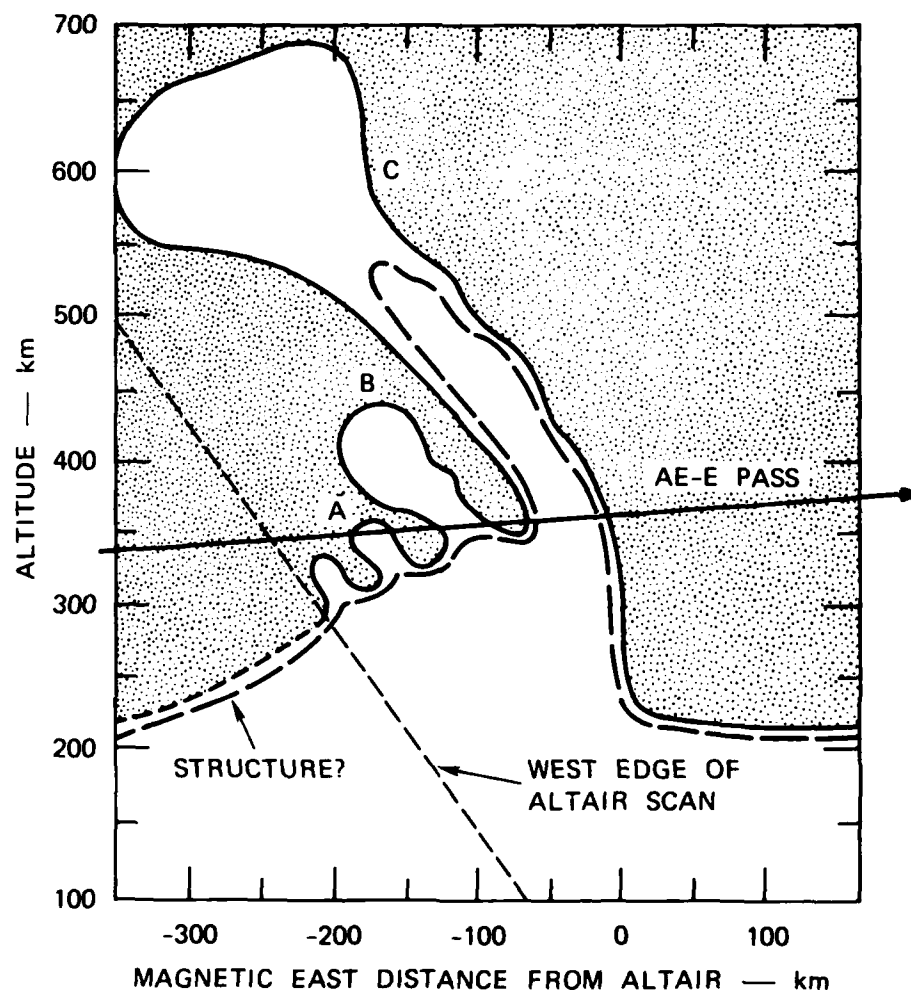 700
600
500
400
300
200
100
ALTITUDE — km
C
B
A
AE-E PASS
STRUCTURE?
WEST EDGE OF
ALTAIR SCAN
-300 -200 -100 0 100
MAGNETIC EAST DISTANCE FROM ALTAIR — km